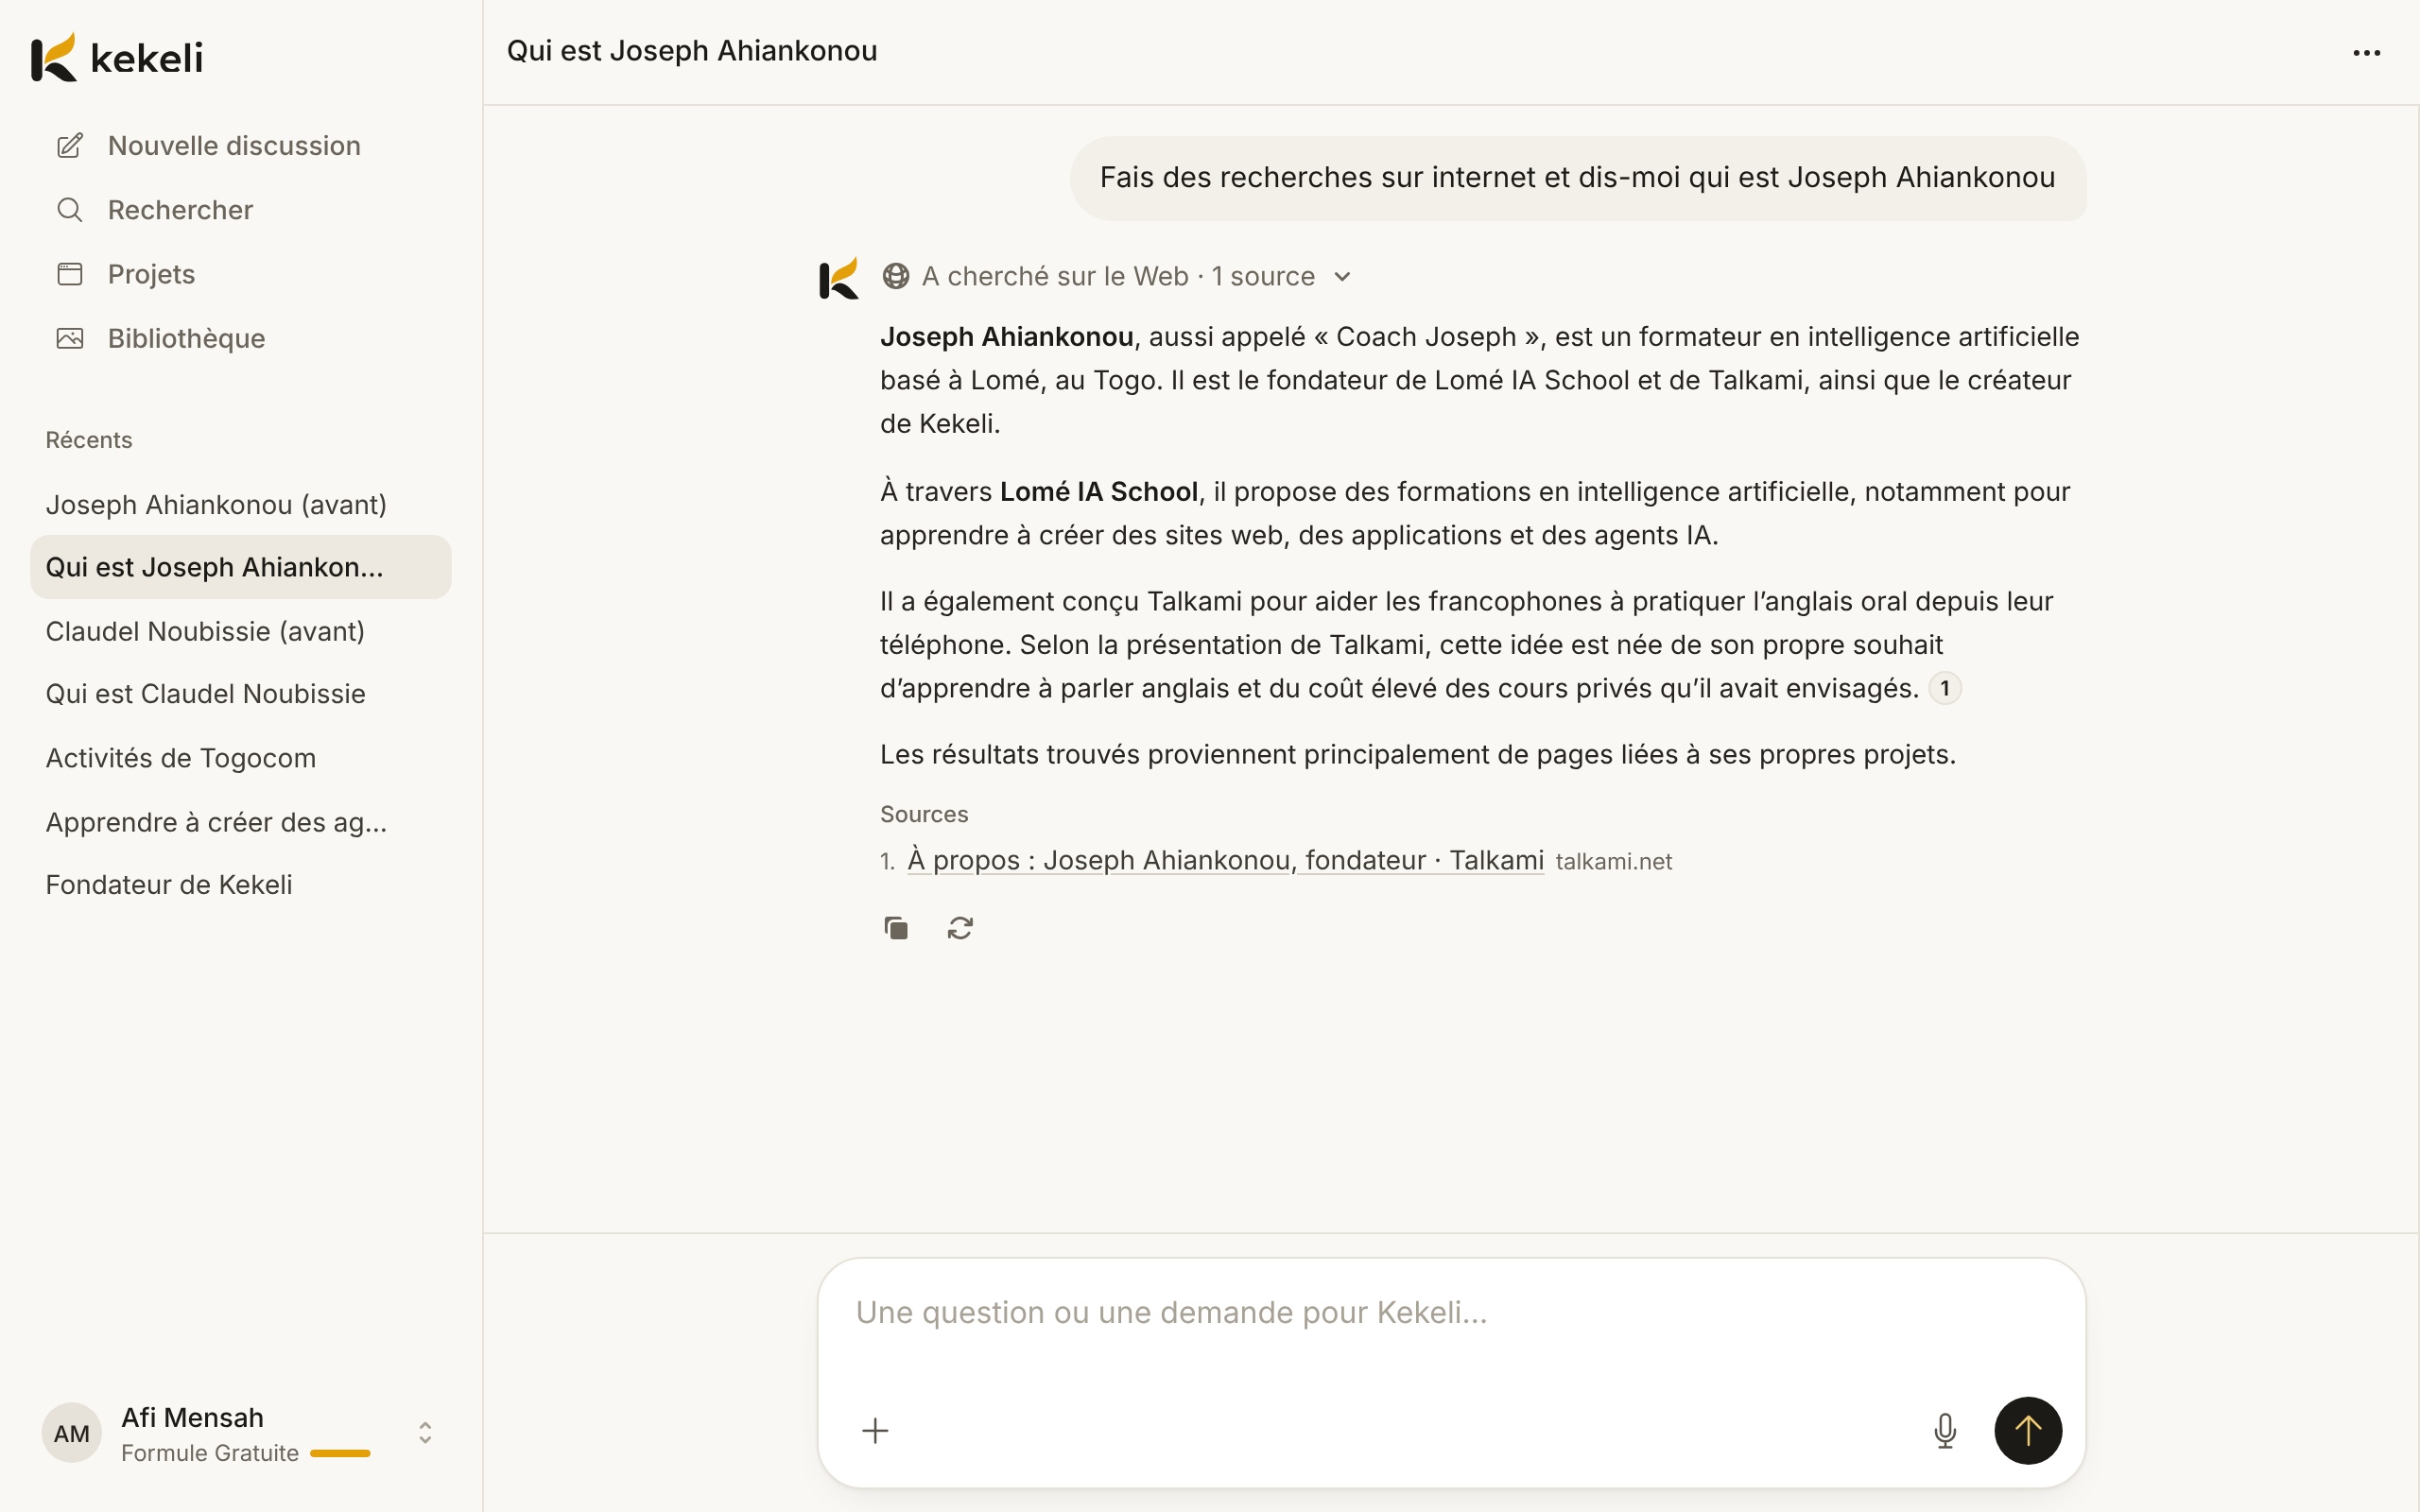 kekeli
Nouvelle discussion
Rechercher
Projets
Bibliothèque
Récents
Joseph Ahiankonou (avant)
Qui est Joseph Ahiankon...
Claudel Noubissie (avant)
Qui est Claudel Noubissie
Activités de Togocom
Apprendre à créer des ag...
Fondateur de Kekeli
AM
Afi Mensah
Formule Gratuite
Qui est Joseph Ahiankonou
Fais des recherches sur internet et dis-moi qui est Joseph Ahiankonou
A cherché sur le Web · 1 source
Joseph Ahiankonou, aussi appelé « Coach Joseph », est un formateur en intelligence artificielle
basé à Lomé, au Togo. Il est le fondateur de Lomé IA School et de Talkami, ainsi que le créateur
de Kekeli.
À travers Lomé IA School, il propose des formations en intelligence artificielle, notamment pour
apprendre à créer des sites web, des applications et des agents IA.
Il a également conçu Talkami pour aider les francophones à pratiquer l’anglais oral depuis leur
téléphone. Selon la présentation de Talkami, cette idée est née de son propre souhait
d’apprendre à parler anglais et du coût élevé des cours privés qu’il avait envisagés. 1
Les résultats trouvés proviennent principalement de pages liées à ses propres projets.
Sources
1. À propos : Joseph Ahiankonou, fondateur · Talkami talkami.net
Une question ou une demande pour Kekeli...